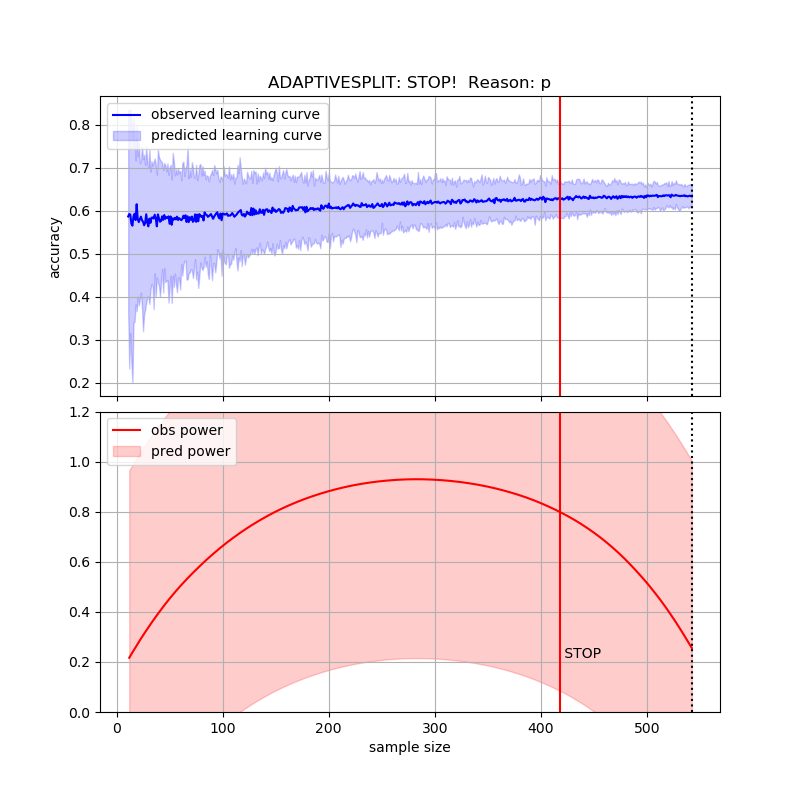 ADAPTIVESPLIT: STOP!  Reason: p
observed learning curve
predicted learning curve
accuracy
0.8
0.7
0.6
0.5
0.4
0.3
0.2
obs power
pred power
1.2
1.0
0.8
0.6
0.4
0.2
0.0
STOP
0 100 200 300 400 500
sample size